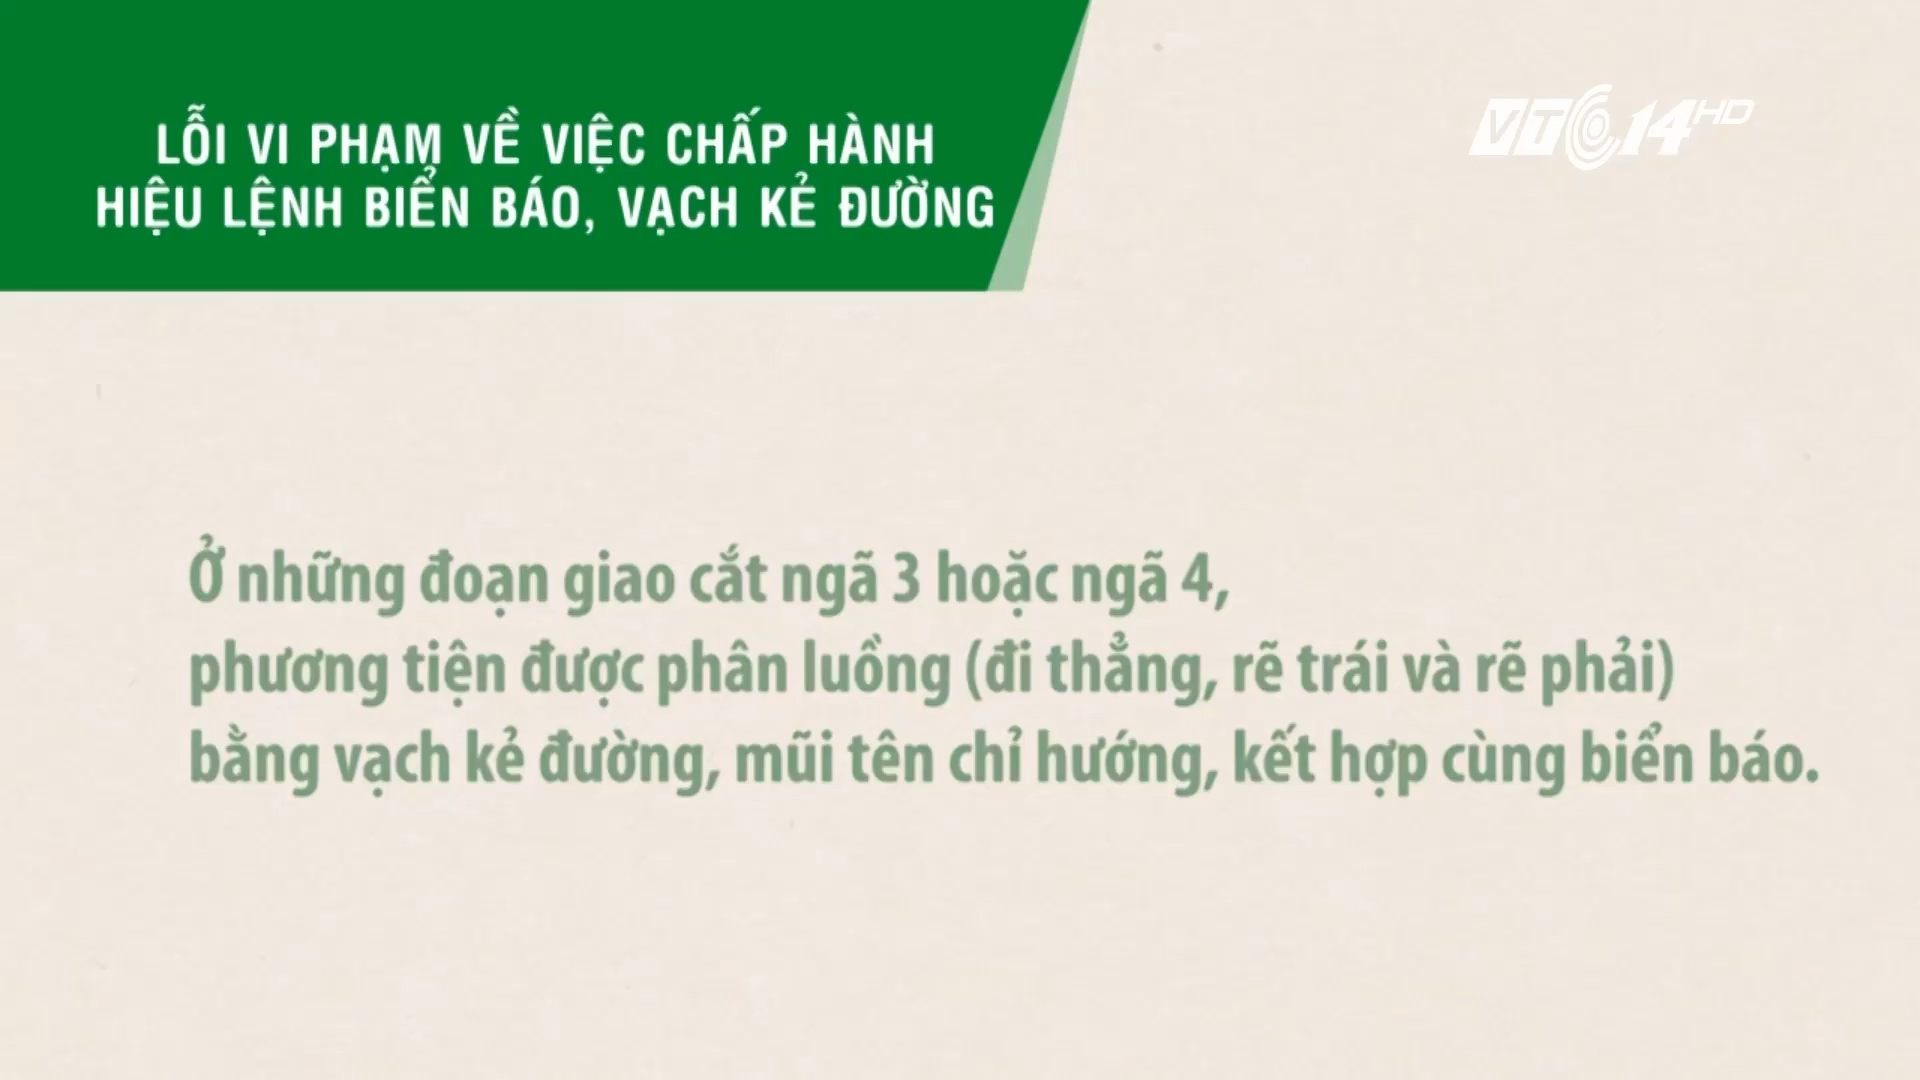 LỖI VI PHẠM VỀ VIỆC CHẤP HÀNH
HIỆU LỆNH BIỂN BÁO, VẠCH KẺ ĐƯỜNG
VTC14HD
Ở những đoạn giao cắt ngã 3 hoặc ngã 4,
phương tiện được phân luồng (đi thẳng, rẽ trái và rẽ phải)
bằng vạch kẻ đường, mũi tên chỉ hướng, kết hợp cùng biển báo.